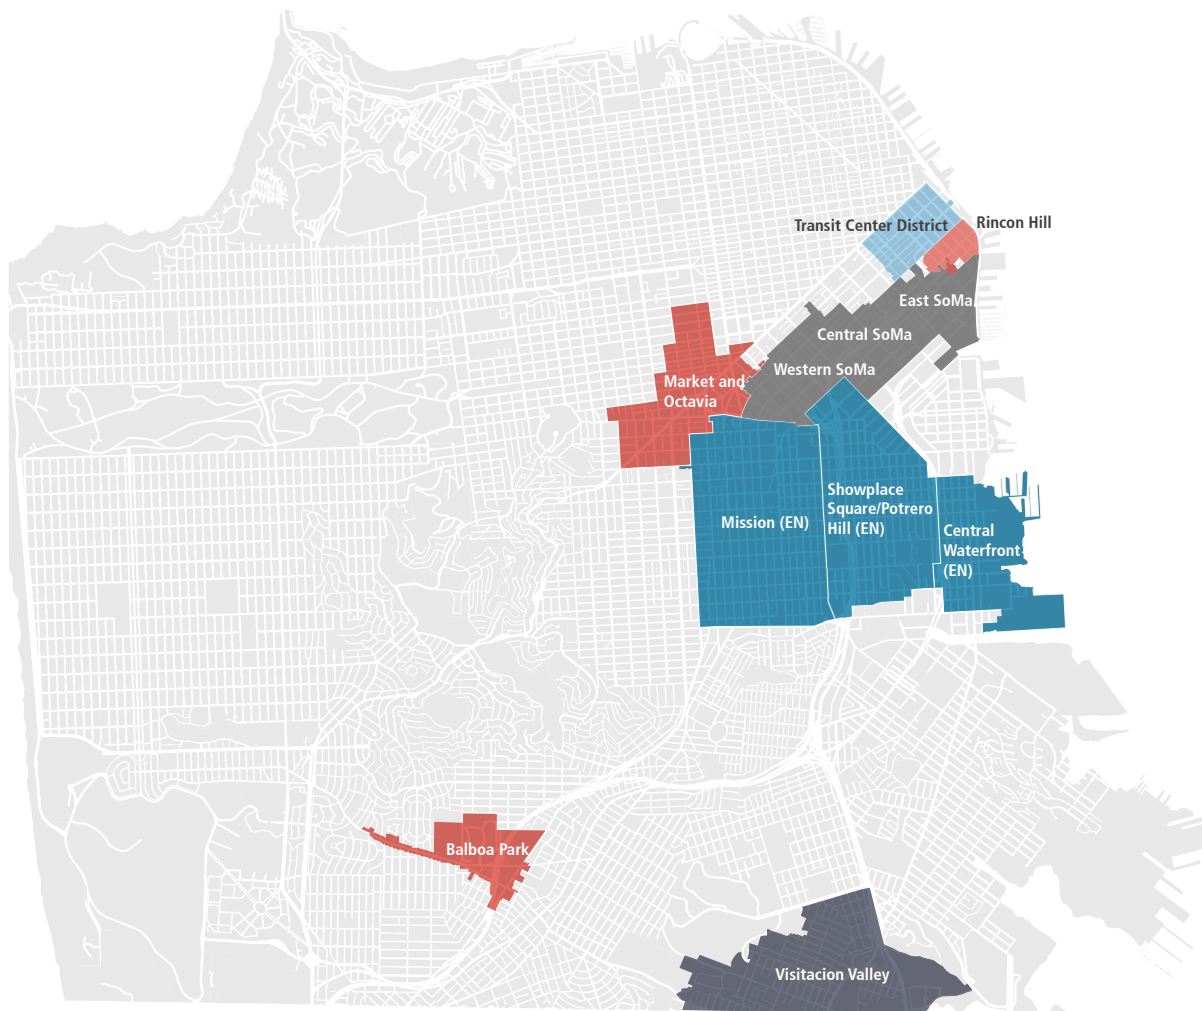 Transit Center District
Rincon Hill
East SoMa
Central SoMa
Western SoMa
Market and
Octavia
Showplace
Square/Potrero
Hill (EN)
Mission (EN)
Central
Waterfront
(EN)
Balboa Park
Visitacion Valley